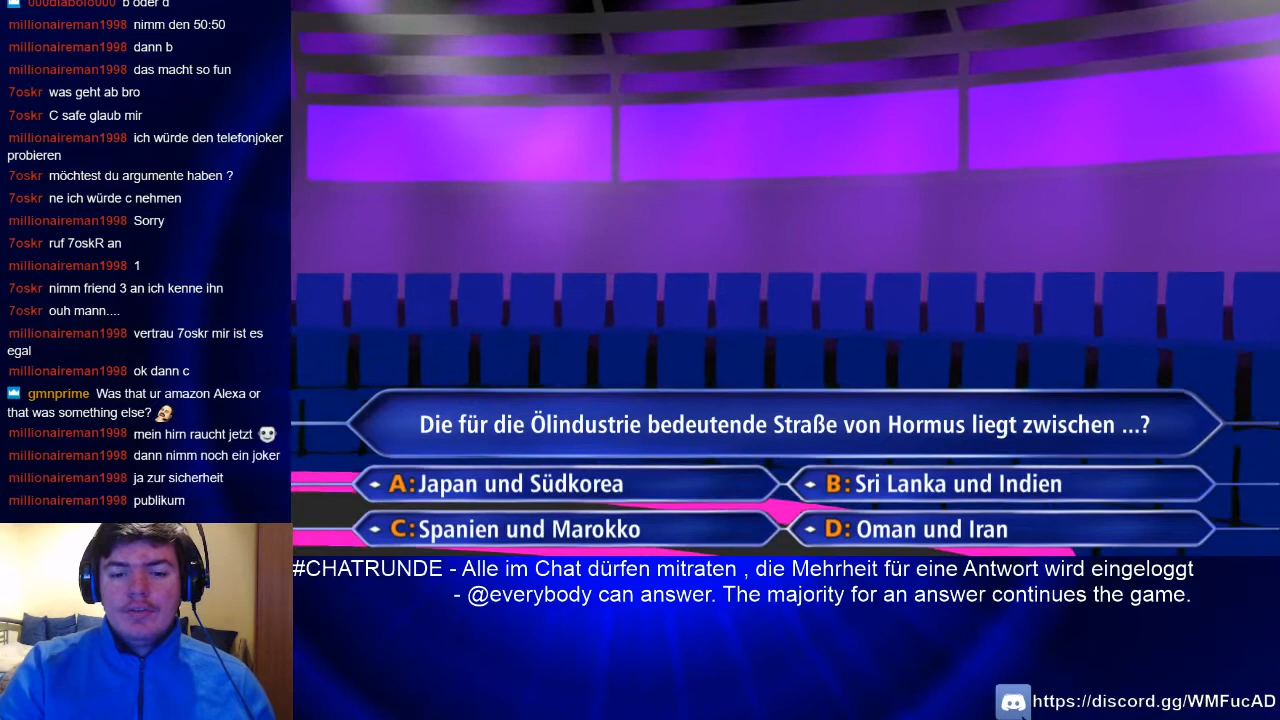 000diabolo000 b oder d
millionaireman1998 nimm den 50:50
millionaireman1998 dann b
millionaireman1998 das macht so fun
7oskr was geht ab bro
7oskr C safe glaub mir
millionaireman1998 ich würde den telefonjoker
probieren
7oskr möchtest du argumente haben ?
7oskr ne ich würde c nehmen
millionaireman1998 Sorry
7oskr ruf 7oskR an
millionaireman1998 1
7oskr nimm friend 3 an ich kenne ihn
7oskr ouh mann....
millionaireman1998 vertrau 7oskr mir ist es
egal
millionaireman1998 ok dann c
gmnprime Was that ur amazon Alexa or
that was something else?
millionaireman1998 mein hirn raucht jetzt
millionaireman1998 dann nimm noch ein joker
millionaireman1998 ja zur sicherheit
millionaireman1998 publikum
Die für die Ölindustrie bedeutende Straße von Hormus liegt zwischen ...?
A: Japan und Südkorea
B: Sri Lanka und Indien
C: Spanien und Marokko
D: Oman und Iran
#CHATRUNDE - Alle im Chat dürfen mitraten , die Mehrheit für eine Antwort wird eingeloggt
- @everybody can answer. The majority for an answer continues the game.
https://discord.gg/WMFucAD